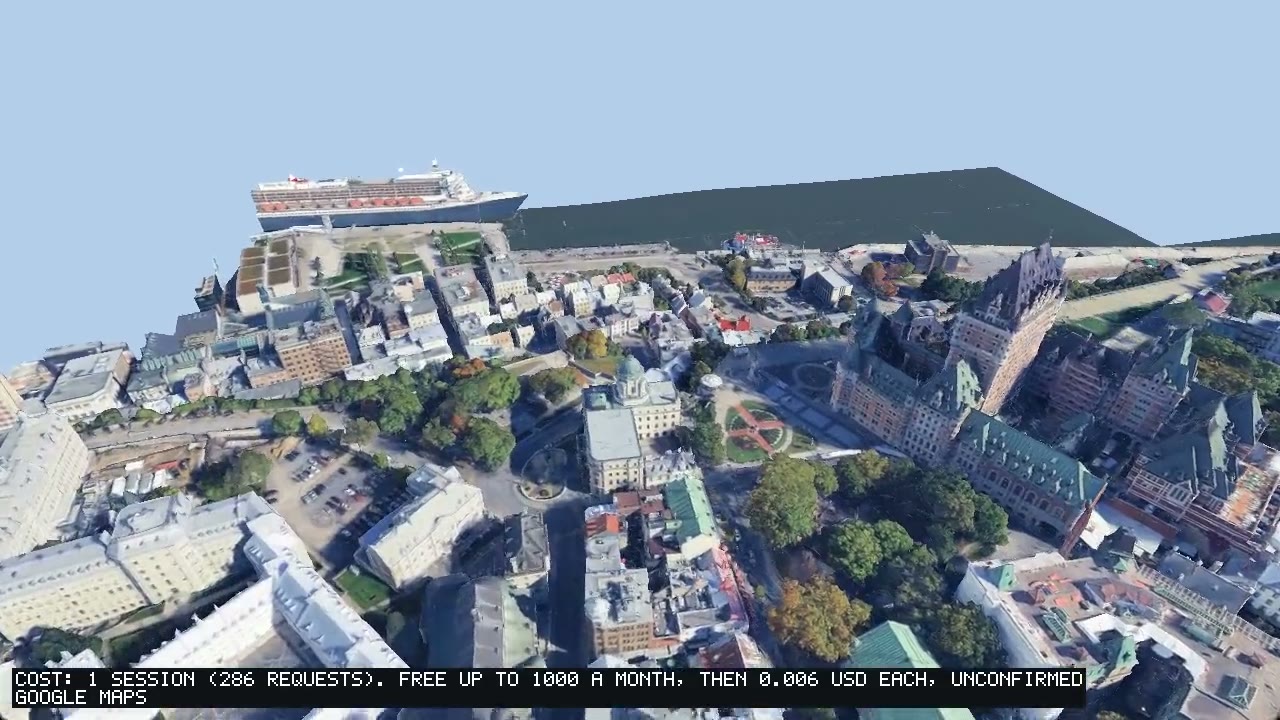 COST: 1 SESSION (286 REQUESTS). FREE UP TO 1000 A MONTH, THEN 0.006 USD EACH, UNCONFIRMED
GOOGLE MAPS